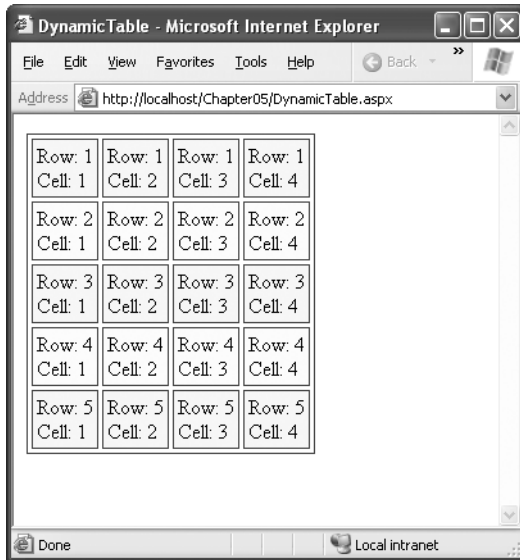 DynamicTable - Microsoft Internet Explorer
File Edit View Favorites Tools Help Back »
Address http://localhost/Chapter05/DynamicTable.aspx
Row: 1 Row: 1 Row: 1 Row: 1
Cell: 1 Cell: 2 Cell: 3 Cell: 4
Row: 2 Row: 2 Row: 2 Row: 2
Cell: 1 Cell: 2 Cell: 3 Cell: 4
Row: 3 Row: 3 Row: 3 Row: 3
Cell: 1 Cell: 2 Cell: 3 Cell: 4
Row: 4 Row: 4 Row: 4 Row: 4
Cell: 1 Cell: 2 Cell: 3 Cell: 4
Row: 5 Row: 5 Row: 5 Row: 5
Cell: 1 Cell: 2 Cell: 3 Cell: 4
Done Local intranet